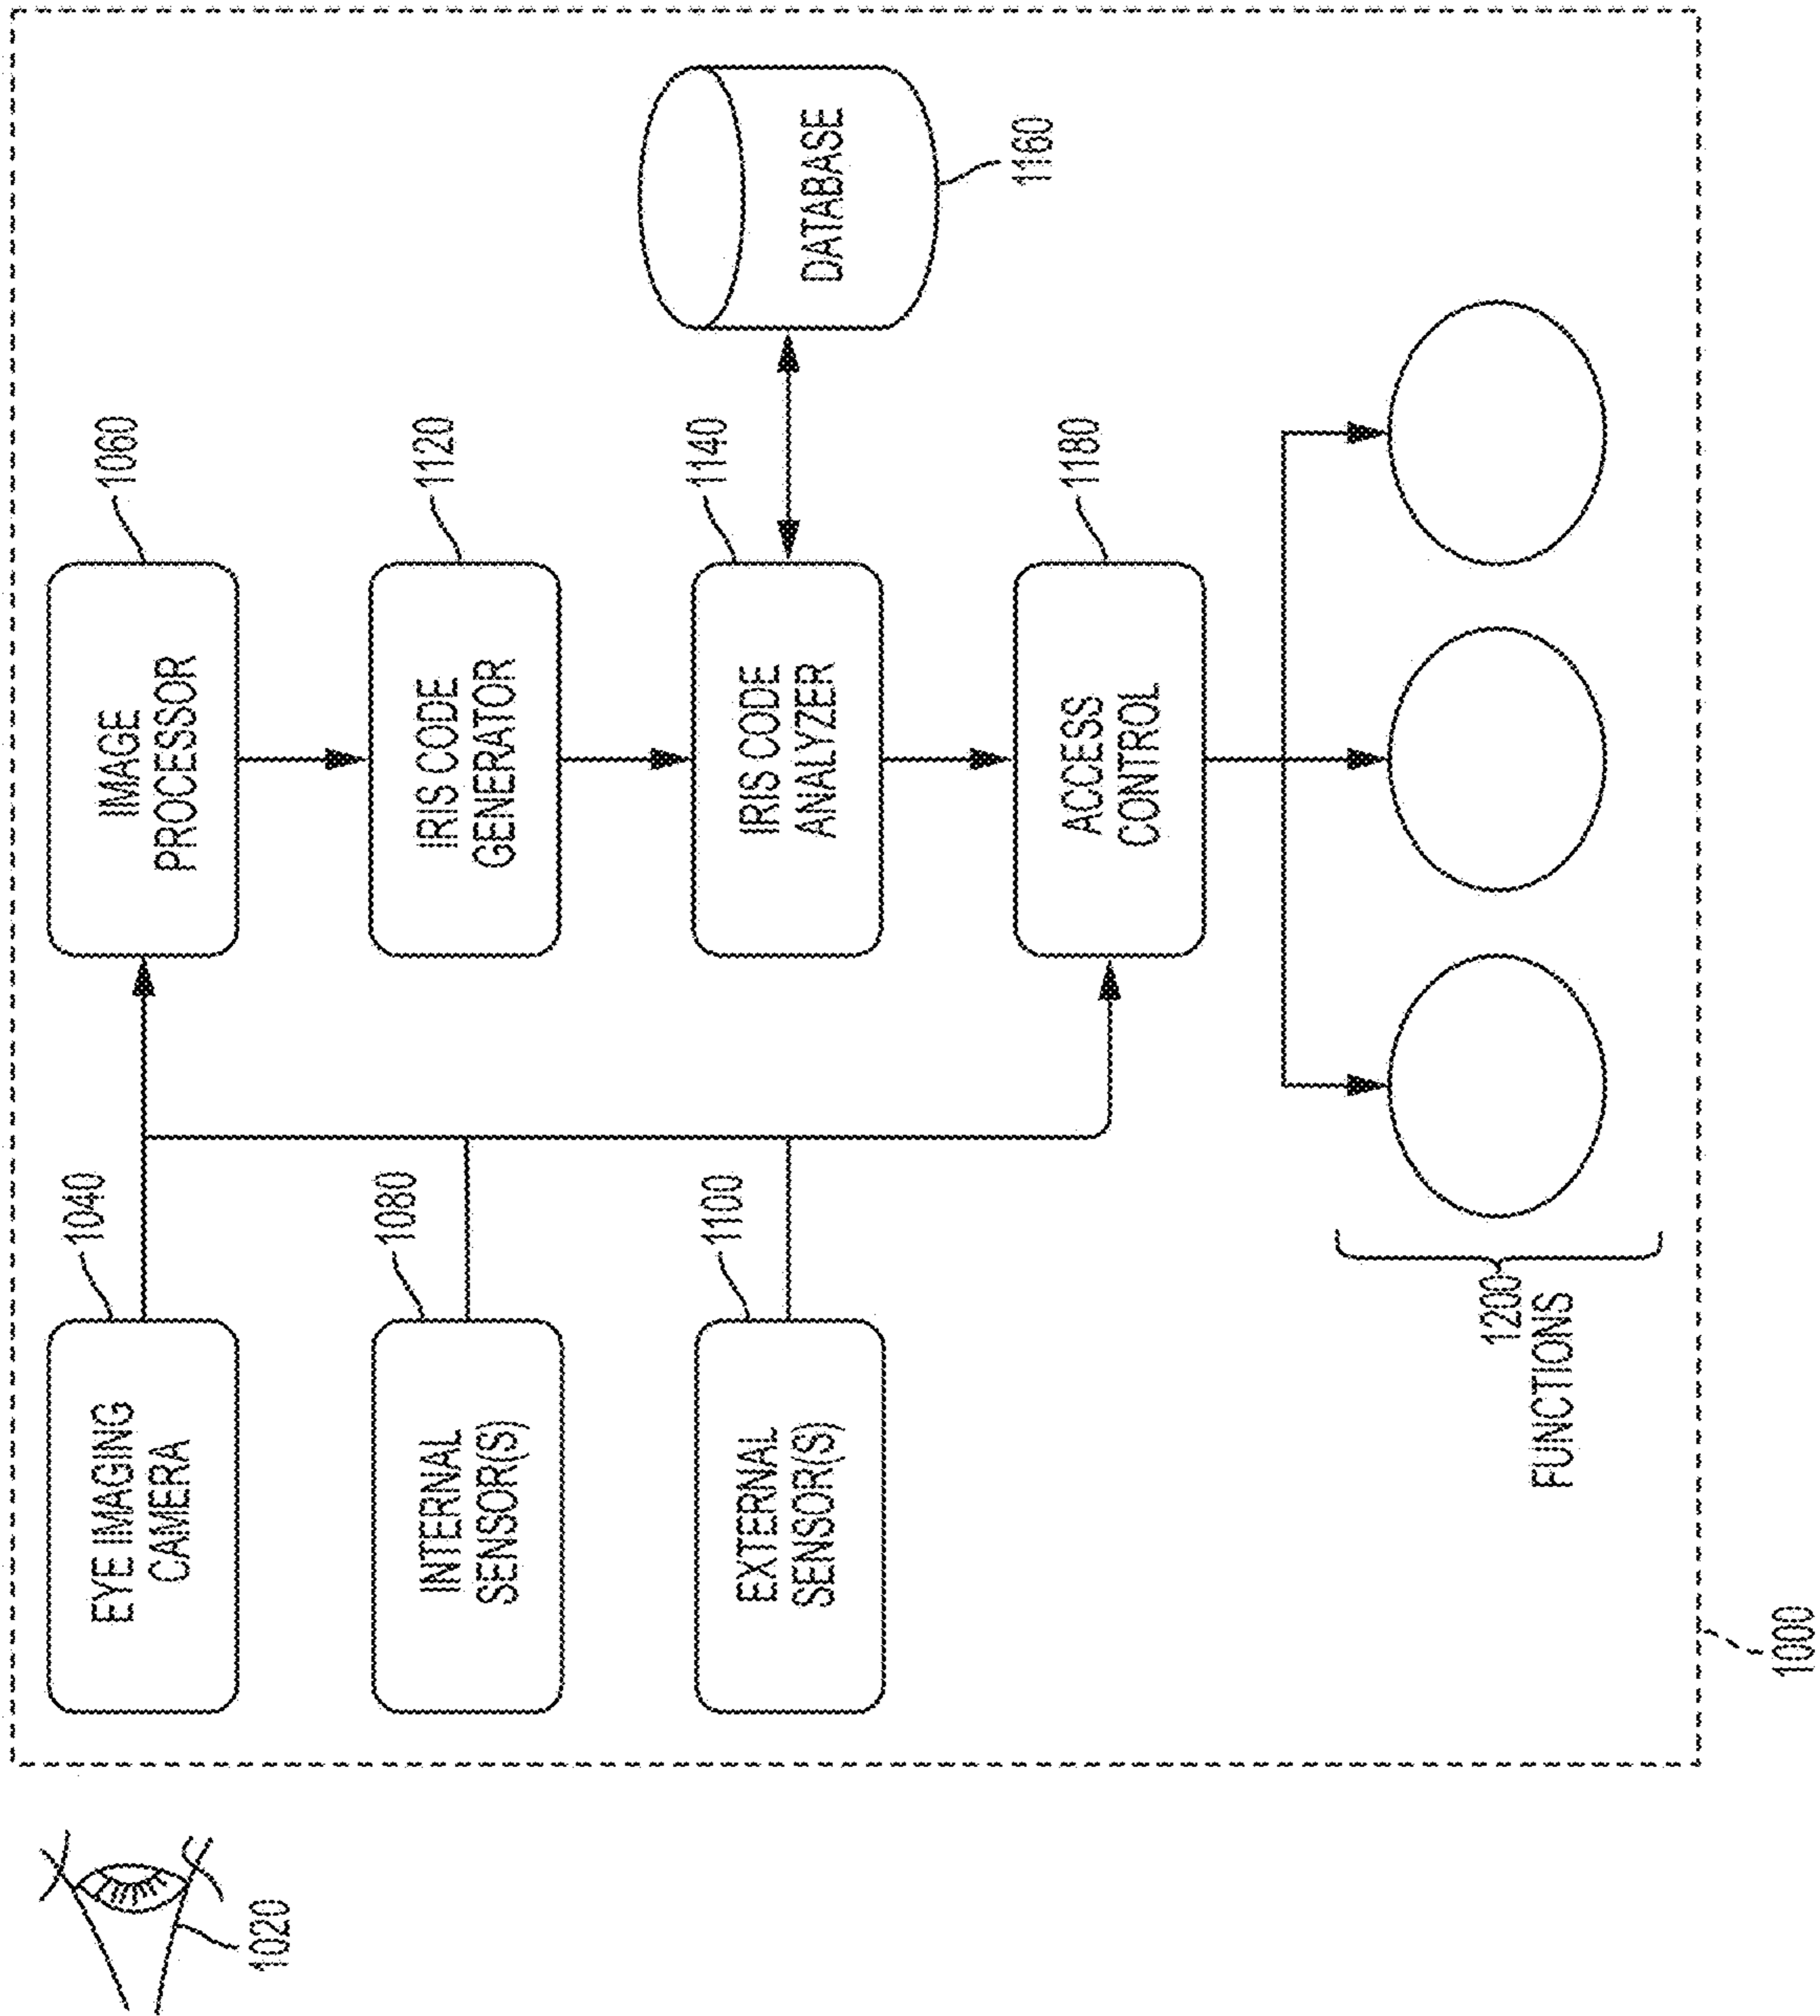 1020
1040
EYE IMAGING
CAMERA
1060
IMAGE
PROCESSOR
1080
INTERNAL
SENSOR(S)
1120
IRIS CODE
GENERATOR
1100
EXTERNAL
SENSOR(S)
1140
IRIS CODE
ANALYZER
DATABASE
1160
1180
ACCESS
CONTROL
1200
FUNCTIONS
1000